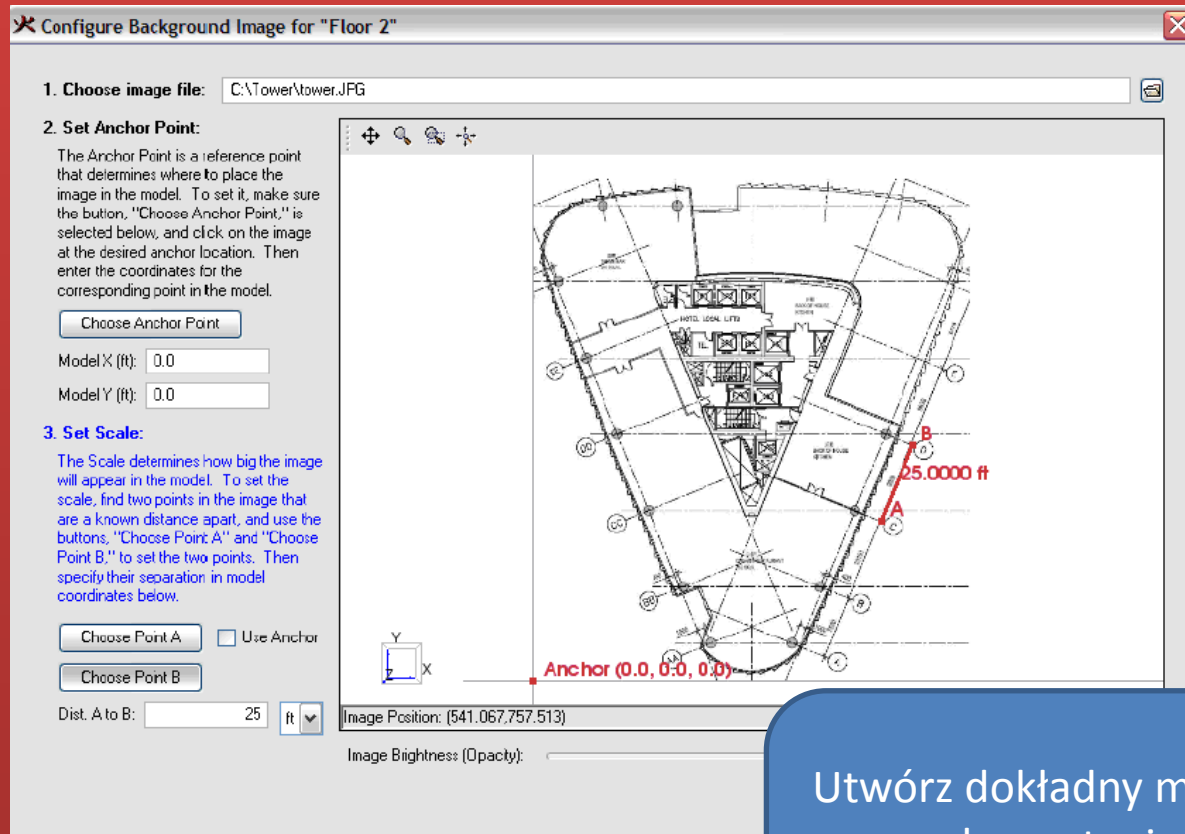 Configure Background Image for "Floor 2"
1. Choose image file: C:\Tower\tower.JPG
2. Set Anchor Point:
The Anchor Point is a reference point
that determines where to place the
image in the model. To set it, make sure
the button, "Choose Anchor Point," is
selected below, and click on the image
at the desired anchor location. Then
enter the coordinates for the
corresponding point in the model.
Choose Anchor Point
Model X (ft): 0.0
Model Y (ft): 0.0
3. Set Scale:
The Scale determines how big the image
will appear in the model. To set the
scale, find two points in the image that
are a known distance apart, and use the
buttons, "Choose Point A" and "Choose
Point B," to set the two points. Then
specify their separation in model
coordinates below.
Choose Point A Use Anchor
Choose Point B
Dist. A to B: 25 ft
HOTEL LOCAL LIFTS
B
25.0000 ft
A
Y
Z X
Anchor (0.0, 0.0, 0.0)
Image Position: (541.067,757.513)
Image Brightness (Opacity):
Utwórz dokładny